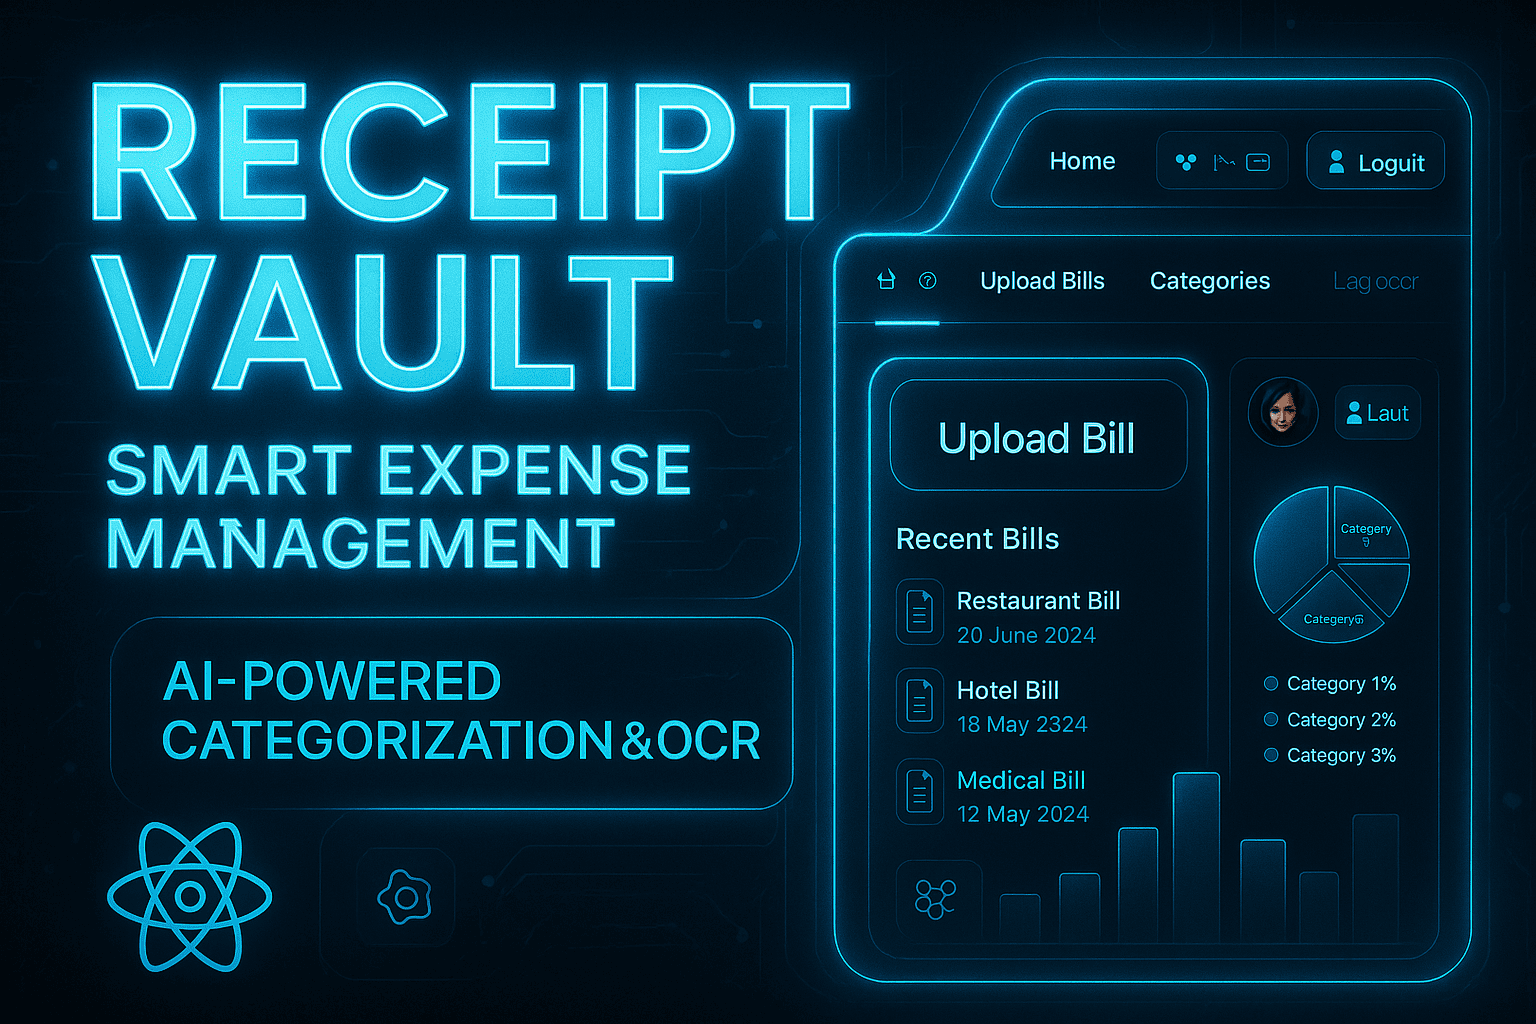 RECEIPT
VAULT
SMART EXPENSE
MANAGEMENT
AI-POWERED
CATEGORIZATION&OCR
Home
Loguit
Upload Bills
Categories
Lag occr
Upload Bill
Laut
Recent Bills
Restaurant Bill
20 June 2024
Hotel Bill
18 May 2324
Medical Bill
12 May 2024
Categery
Categery
Category 1%
Category 2%
Category 3%